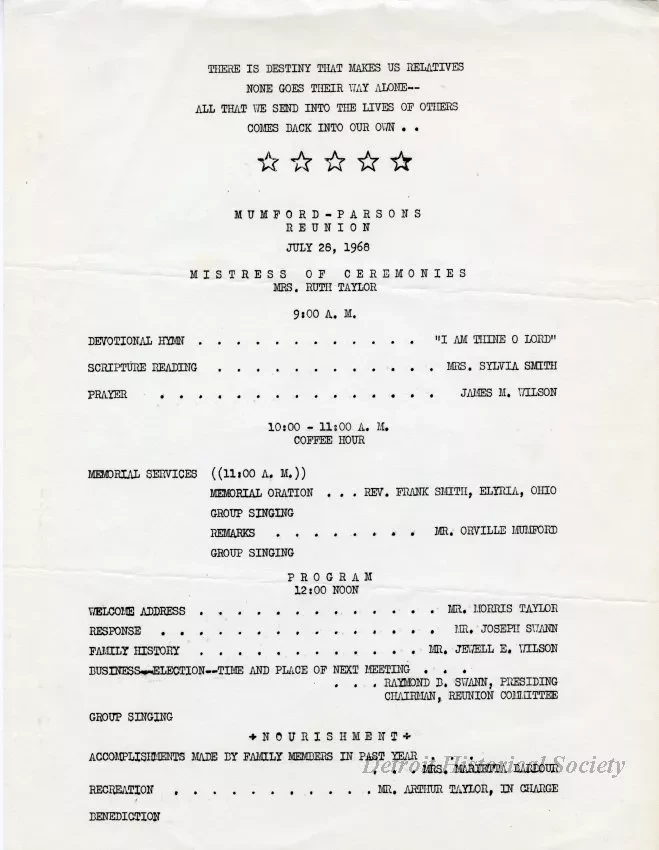 THERE IS DESTINY THAT MAKES US RELATIVES
NONE GOES THEIR WAY ALONE--
ALL THAT WE SEND INTO THE LIVES OF OTHERS
COMES BACK INTO OUR OWN . .
MUMFORD-PARSONS
REUNION
JULY 28, 1968
MISTRESS OF CEREMONIES
MRS. RUTH TAYLOR
9:00 A. M.
DEVOTIONAL HYMN . . . . . . . . . . . . "I AM THINE O LORD"
SCRIPTURE READING . . . . . . . . . . . . MRS. SYLVIA SMITH
PRAYER . . . . . . . . . . . . . . . JAMES M. WILSON
10:00 - 11:00 A. M.
COFFEE HOUR
MEMORIAL SERVICES ((11:00 A. M.))
MEMORIAL ORATION . . . REV. FRANK SMITH, ELYRIA, OHIO
GROUP SINGING
REMARKS . . . . . . . . MR. ORVILLE MUMFORD
GROUP SINGING
PROGRAM
12:00 NOON
WELCOME ADDRESS . . . . . . . . . . . . . MR. MORRIS TAYLOR
RESPONSE . . . . . . . . . . . . . . . MR. JOSEPH SWANN
FAMILY HISTORY . . . . . . . . . . . . MR. JEWELL E. WILSON
BUSINESS--ELECTION--TIME AND PLACE OF NEXT MEETING . . .
. . . RAYMOND D. SWANN, PRESIDING
CHAIRMAN, REUNION COMMITTEE
GROUP SINGING
+NOURISHMENT+
ACCOMPLISHMENTS MADE BY FAMILY MEMBERS IN PAST YEAR . . . .
. . . MRS. MARIETTA BARBOUR
Detroit Historical Society
RECREATION . . . . . . . . . . . MR. ARTHUR TAYLOR, IN CHARGE
BENEDICTION